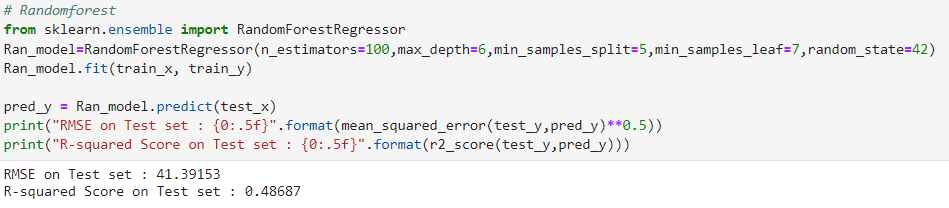 # Randomforest
from sklearn.ensemble import RandomForestRegressor
Ran_model=RandomForestRegressor(n_estimators=100,max_depth=6,min_samples_split=5,min_samples_leaf=7,random_state=42)
Ran_model.fit(train_x, train_y)
pred_y = Ran_model.predict(test_x)
print("RMSE on Test set : {0:.5f}".format(mean_squared_error(test_y,pred_y)**0.5))
print("R-squared Score on Test set : {0:.5f}".format(r2_score(test_y,pred_y)))
RMSE on Test set : 41.39153
R-squared Score on Test set : 0.48687